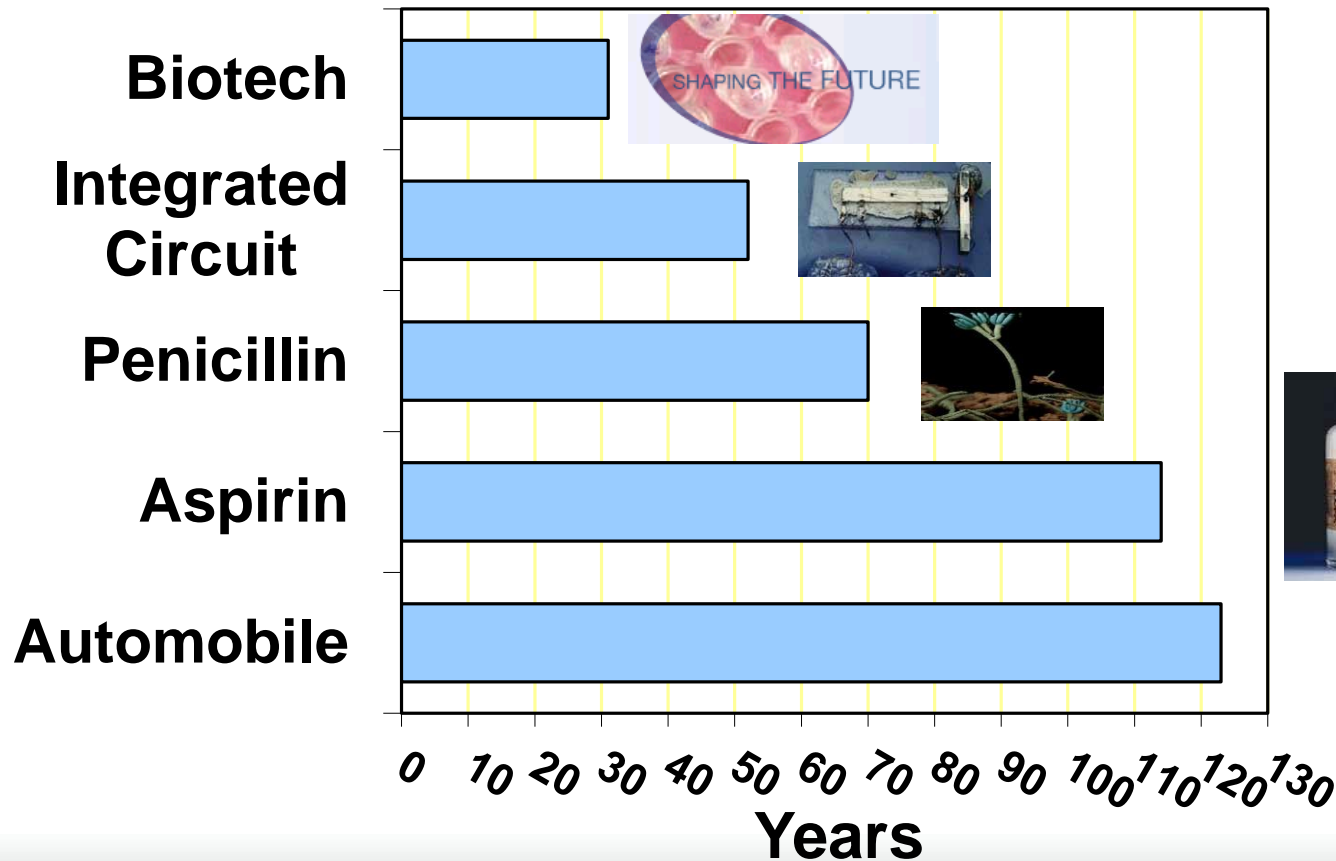 Biotech
SHAPING THE FUTURE
Integrated
Circuit
Penicillin
Aspirin
Automobile
0 10 20 30 40 50 60 70 80 90 100 110 120 130
Years